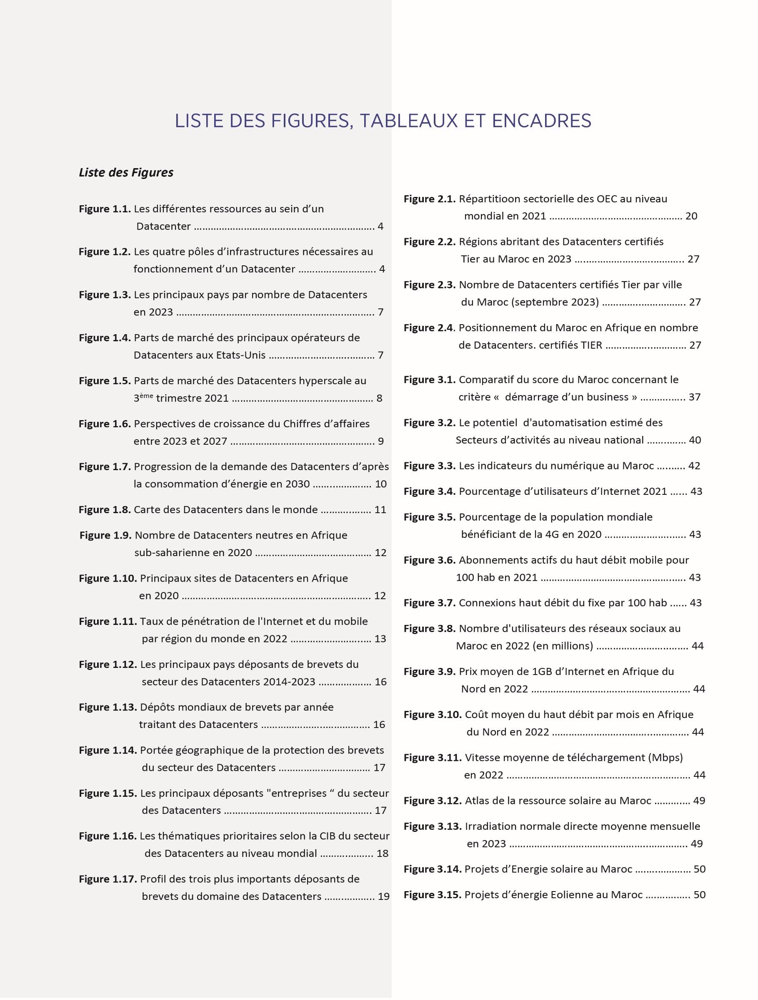 LISTE DES FIGURES, TABLEAUX ET ENCADRES
Liste des Figures
Figure 1.1. Les différentes ressources au sein d’un
Datacenter ................................................................ 4
Figure 1.2. Les quatre pôles d’infrastructures nécessaires au
fonctionnement d’un Datacenter ............................ 4
Figure 1.3. Les principaux pays par nombre de Datacenters
en 2023 ....................................................................... 7
Figure 1.4. Parts de marché des principaux opérateurs de
Datacenters aux Etats-Unis ...................................... 7
Figure 1.5. Parts de marché des Datacenters hyperscale au
3ème trimestre 2021 ................................................... 8
Figure 1.6. Perspectives de croissance du Chiffres d’affaires
entre 2023 et 2027 .................................................... 9
Figure 1.7. Progression de la demande des Datacenters d’après
la consommation d’énergie en 2030 ..................... 10
Figure 1.8. Carte des Datacenters dans le monde .................. 11
Figure 1.9. Nombre de Datacenters neutres en Afrique
sub-saharienne en 2020 .......................................... 12
Figure 1.10. Principaux sites de Datacenters en Afrique
en 2020 .................................................................... 12
Figure 1.11. Taux de pénétration de l'Internet et du mobile
par région du monde en 2022 ............................. 13
Figure 1.12. Les principaux pays déposants de brevets du
secteur des Datacenters 2014-2023 ................... 16
Figure 1.13. Dépôts mondiaux de brevets par année
traitant des Datacenters ....................................... 16
Figure 1.14. Portée géographique de la protection des brevets
du secteur des Datacenters ................................. 17
Figure 1.15. Les principaux déposants "entreprises “ du secteur
des Datacenters ..................................................... 17
Figure 1.16. Les thématiques prioritaires selon la CIB du secteur
des Datacenters au niveau mondial ................... 18
Figure 1.17. Profil des trois plus importants déposants de
brevets du domaine des Datacenters .................. 19
Figure 2.1. Répartitioon sectorielle des OEC au niveau
mondial en 2021 ................................................ 20
Figure 2.2. Régions abritant des Datacenters certifiés
Tier au Maroc en 2023 ........................................ 27
Figure 2.3. Nombre de Datacenters certifiés Tier par ville
du Maroc (septembre 2023) .............................. 27
Figure 2.4. Positionnement du Maroc en Afrique en nombre
de Datacenters. certifiés TIER ............................. 27
Figure 3.1. Comparatif du score du Maroc concernant le
critère «  démarrage d’un business » ................ 37
Figure 3.2. Le potentiel  d'automatisation estimé des
Secteurs d’activités au niveau national .............. 40
Figure 3.3. Les indicateurs du numérique au Maroc .......... 42
Figure 3.4. Pourcentage d’utilisateurs d’Internet 2021 ...... 43
Figure 3.5. Pourcentage de la population mondiale
bénéficiant de la 4G en 2020 ............................. 43
Figure 3.6. Abonnements actifs du haut débit mobile pour
100 hab en 2021 .................................................... 43
Figure 3.7. Connexions haut débit du fixe par 100 hab ...... 43
Figure 3.8. Nombre d'utilisateurs des réseaux sociaux au
Maroc en 2022 (en millions) ................................. 44
Figure 3.9. Prix moyen de 1GB d’Internet en Afrique du
Nord en 2022 ......................................................... 44
Figure 3.10. Coût moyen du haut débit par mois en Afrique
du Nord en 2022 ................................................. 44
Figure 3.11. Vitesse moyenne de téléchargement (Mbps)
en 2022 .................................................................. 44
Figure 3.12. Atlas de la ressource solaire au Maroc ............. 49
Figure 3.13. Irradiation normale directe moyenne mensuelle
en 2023 ................................................................ 49
Figure 3.14. Projets d’Energie solaire au Maroc .................... 50
Figure 3.15. Projets d’énergie Eolienne au Maroc ................ 50